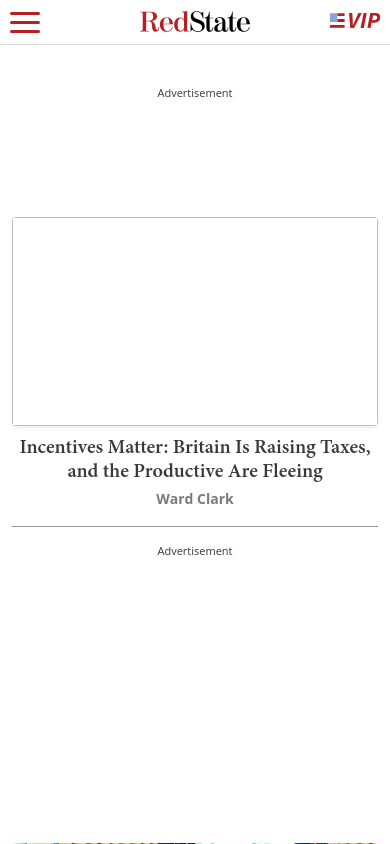 RedState
VIP
Advertisement
Incentives Matter: Britain Is Raising Taxes,
and the Productive Are Fleeing
Ward Clark
Advertisement